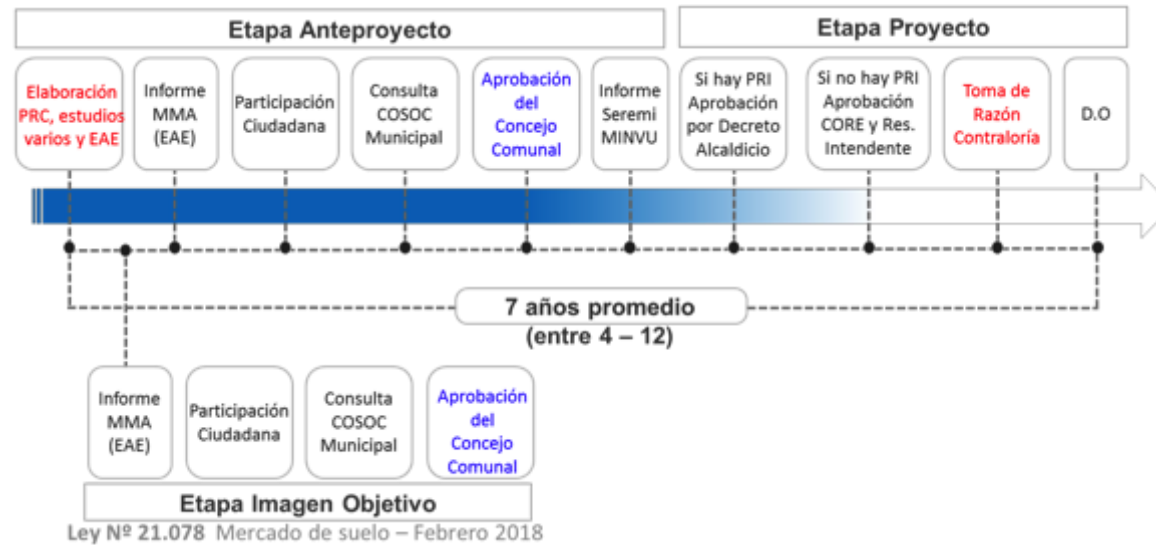 Etapa Anteproyecto
Etapa Proyecto
Elaboración
PRC, estudios
varios y EAE
Informe
MMA
(EAE)
Participación
Ciudadana
Consulta
COSOC
Municipal
Aprobación
del
Concejo
Comunal
Informe
Seremi
MINVU
Si hay PRI
Aprobación
por Decreto
Alcaldicio
Si no hay PRI
Aprobación
CORE y Res.
Intendente
Toma de
Razón
Contraloría
D.O
7 años promedio
(entre 4 – 12)
Informe
MMA
(EAE)
Participación
Ciudadana
Consulta
COSOC
Municipal
Aprobación
del
Concejo
Comunal
Etapa Imagen Objetivo
Ley Nº 21.078 Mercado de suelo – Febrero 2018